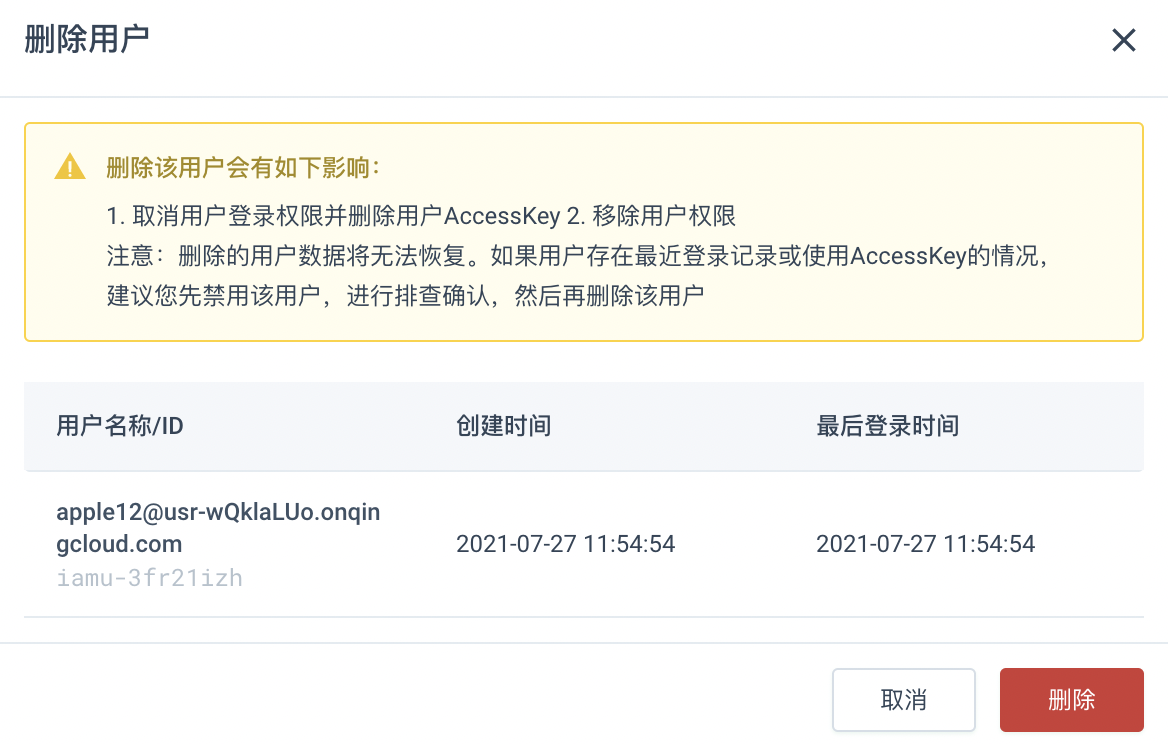 删除用户
删除该用户会有如下影响：
1. 取消用户登录权限并删除用户AccessKey 2. 移除用户权限
注意：删除的用户数据将无法恢复。如果用户存在最近登录记录或使用AccessKey的情况，
建议您先禁用该用户，进行排查确认，然后再删除该用户
用户名称/ID 创建时间 最后登录时间
apple12@usr-wQklaLUo.onqin
gcloud.com 2021-07-27 11:54:54 2021-07-27 11:54:54
iamu-3fr21izh
取消 删除